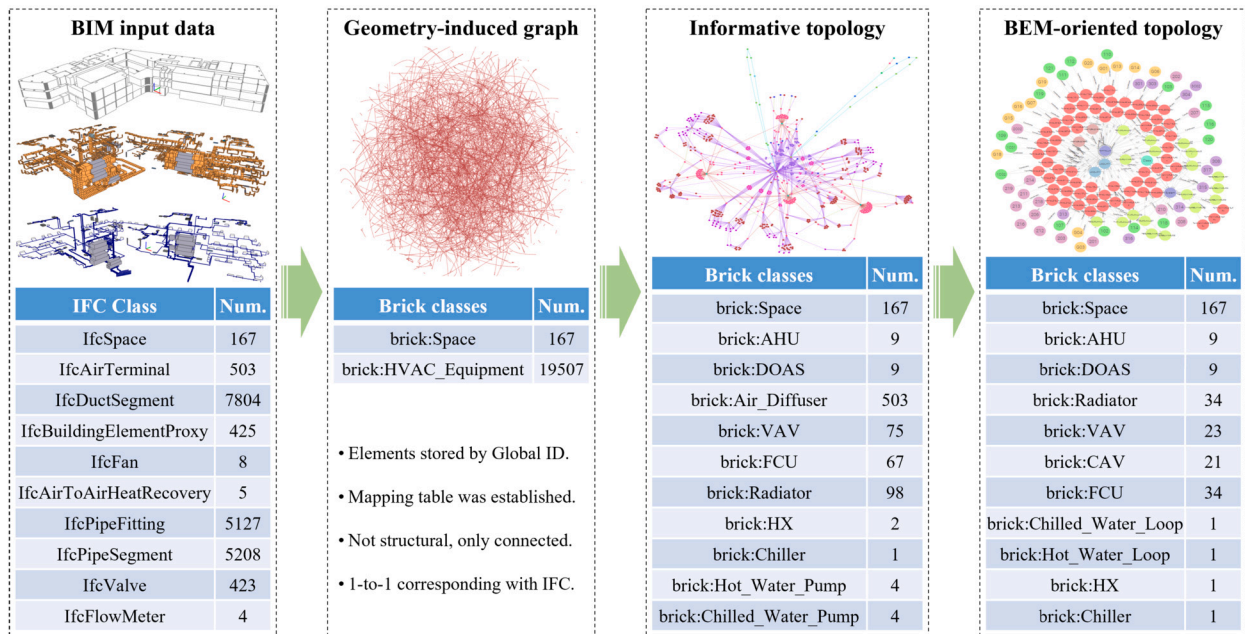 BIM input data
IFC Class Num.
IfcSpace 167
IfcAirTerminal 503
IfcDuctSegment 7804
IfcBuildingElementProxy 425
IfcFan 8
IfcAirToAirHeatRecovery 5
IfcPipeFitting 5127
IfcPipeSegment 5208
IfcValve 423
IfcFlowMeter 4
Geometry-induced graph
Brick classes Num.
brick:Space 167
brick:HVAC_Equipment 19507
• Elements stored by Global ID.
• Mapping table was established.
• Not structural, only connected.
• 1-to-1 corresponding with IFC.
Informative topology
Brick classes Num.
brick:Space 167
brick:AHU 9
brick:DOAS 9
brick:Air_Diffuser 503
brick:VAV 75
brick:FCU 67
brick:Radiator 98
brick:HX 2
brick:Chiller 1
brick:Hot_Water_Pump 4
brick:Chilled_Water_Pump 4
BEM-oriented topology
Brick classes Num.
brick:Space 167
brick:AHU 9
brick:DOAS 9
brick:Radiator 34
brick:VAV 23
brick:CAV 21
brick:FCU 34
brick:Chilled_Water_Loop 1
brick:Hot_Water_Loop 1
brick:HX 1
brick:Chiller 1